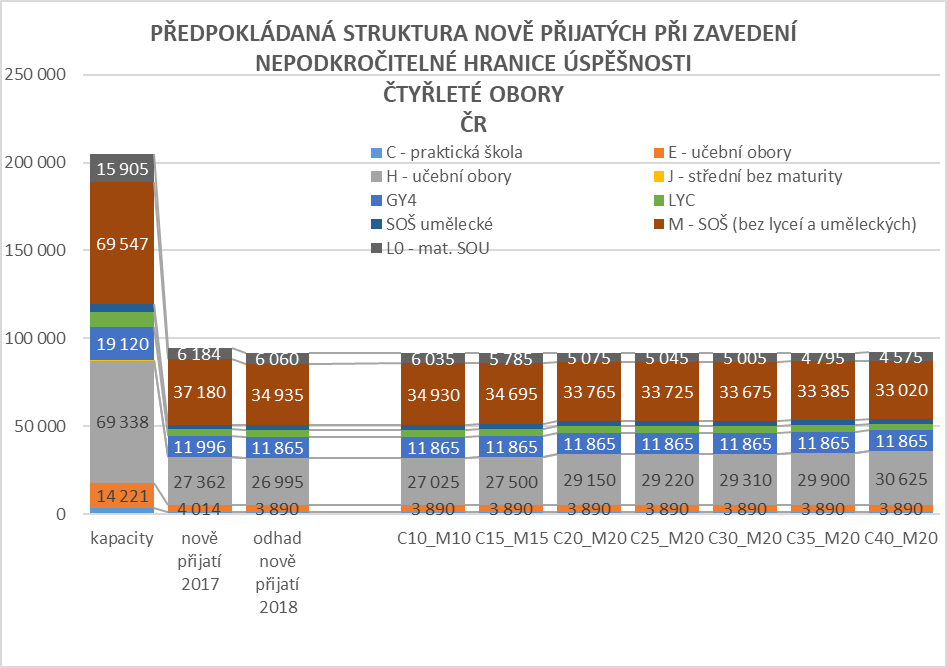 PŘEDPOKLÁDANÁ STRUKTURA NOVĚ PŘIJATÝCH PŘI ZAVEDENÍ
NEPODKROČITELNÉ HRANICE ÚSPĚŠNOSTI
ČTYŘLETÉ OBORY
ČR
C - praktická škola
E - učební obory
H - učební obory
J - střední bez maturity
GY4
LYC
SOŠ umělecké
M - SOŠ (bez lyceí a uměleckých)
L0 - mat. SOU
250 000
200 000
150 000
100 000
50 000
0
15 905
69 547
19 120
69 338
14 221
6 184
37 180
11 996
27 362
4 014
6 060
34 935
11 865
26 995
3 890
6 035
34 930
11 865
27 025
3 890
5 785
34 695
11 865
27 500
3 890
5 075
33 765
11 865
29 150
3 890
5 045
33 725
11 865
29 220
3 890
5 005
33 675
11 865
29 310
3 890
4 795
33 385
11 865
29 900
3 890
4 575
33 020
11 865
30 625
3 890
kapacity
nově
přijatí
2017
odhad
nově
přijatí
2018
C10_M10
C15_M15
C20_M20
C25_M20
C30_M20
C35_M20
C40_M20